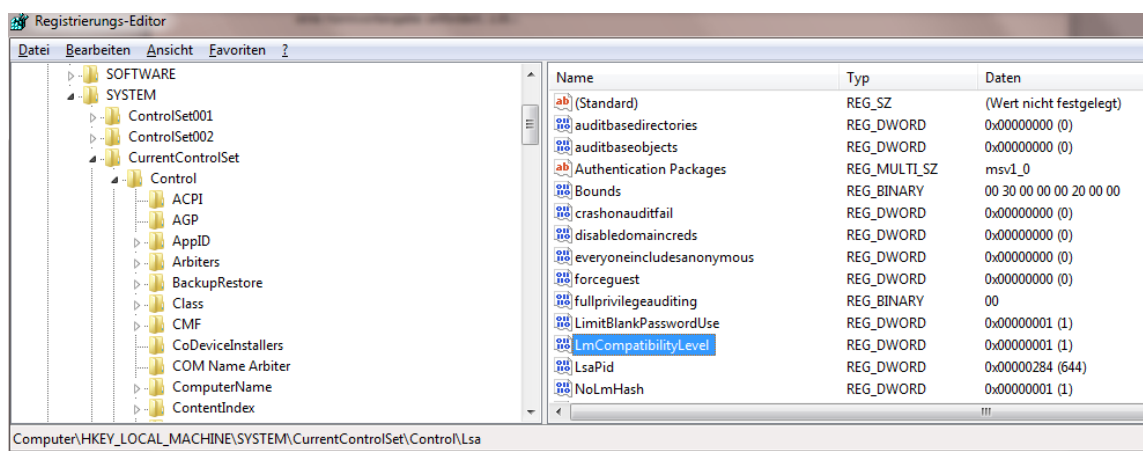 Registrierungs-Editor
Datei Bearbeiten Ansicht Favoriten ?
SOFTWARE
SYSTEM
ControlSet001
ControlSet002
CurrentControlSet
Control
ACPI
AGP
AppID
Arbiters
BackupRestore
Class
CMF
CoDeviceInstallers
COM Name Arbiter
ComputerName
ContentIndex
Name Typ Daten
(Standard) REG_SZ (Wert nicht festgelegt)
auditbasedirectories REG_DWORD 0x00000000 (0)
auditbaseobjects REG_DWORD 0x00000000 (0)
Authentication Packages REG_MULTI_SZ msv1_0
Bounds REG_BINARY 00 30 00 00 00 20 00 00
crashonauditfail REG_DWORD 0x00000000 (0)
disabledomaincreds REG_DWORD 0x00000000 (0)
everyoneincludesanonymous REG_DWORD 0x00000000 (0)
forceguest REG_DWORD 0x00000000 (0)
fullprivilegeauditing REG_BINARY 00
LimitBlankPasswordUse REG_DWORD 0x00000001 (1)
LmCompatibilityLevel REG_DWORD 0x00000001 (1)
LsaPid REG_DWORD 0x00000284 (644)
NoLmHash REG_DWORD 0x00000001 (1)
Computer\HKEY_LOCAL_MACHINE\SYSTEM\CurrentControlSet\Control\Lsa